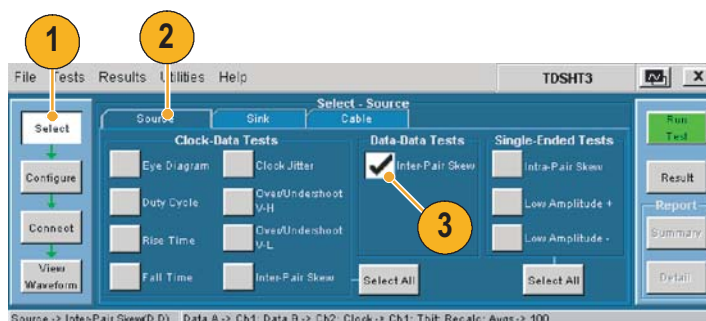 1
2
File Tests Results Utilities Help
TDSHT3
X
Select - Source
Source
Sink
Cable
Select
Configure
Connect
View
Waveform
Clock-Data Tests
Eye Diagram
Clock Jitter
Duty Cycle
Over/Undershoot
V-H
Rise Time
Over/Undershoot
V-L
Fall Time
Inter-Pair Skew
Data-Data Tests
Inter-Pair Skew
3
Select All
Single-Ended Tests
Intra-Pair Skew
Low Amplitude +
Low Amplitude -
Select All
Run
Test
Result
Report
Summary
Detail
Source -> Inter-Pair Skew(D_D) Data A -> Ch1: Data B -> Ch2: Clock -> Ch1: Tbit: Recalc: Avgs -> 100